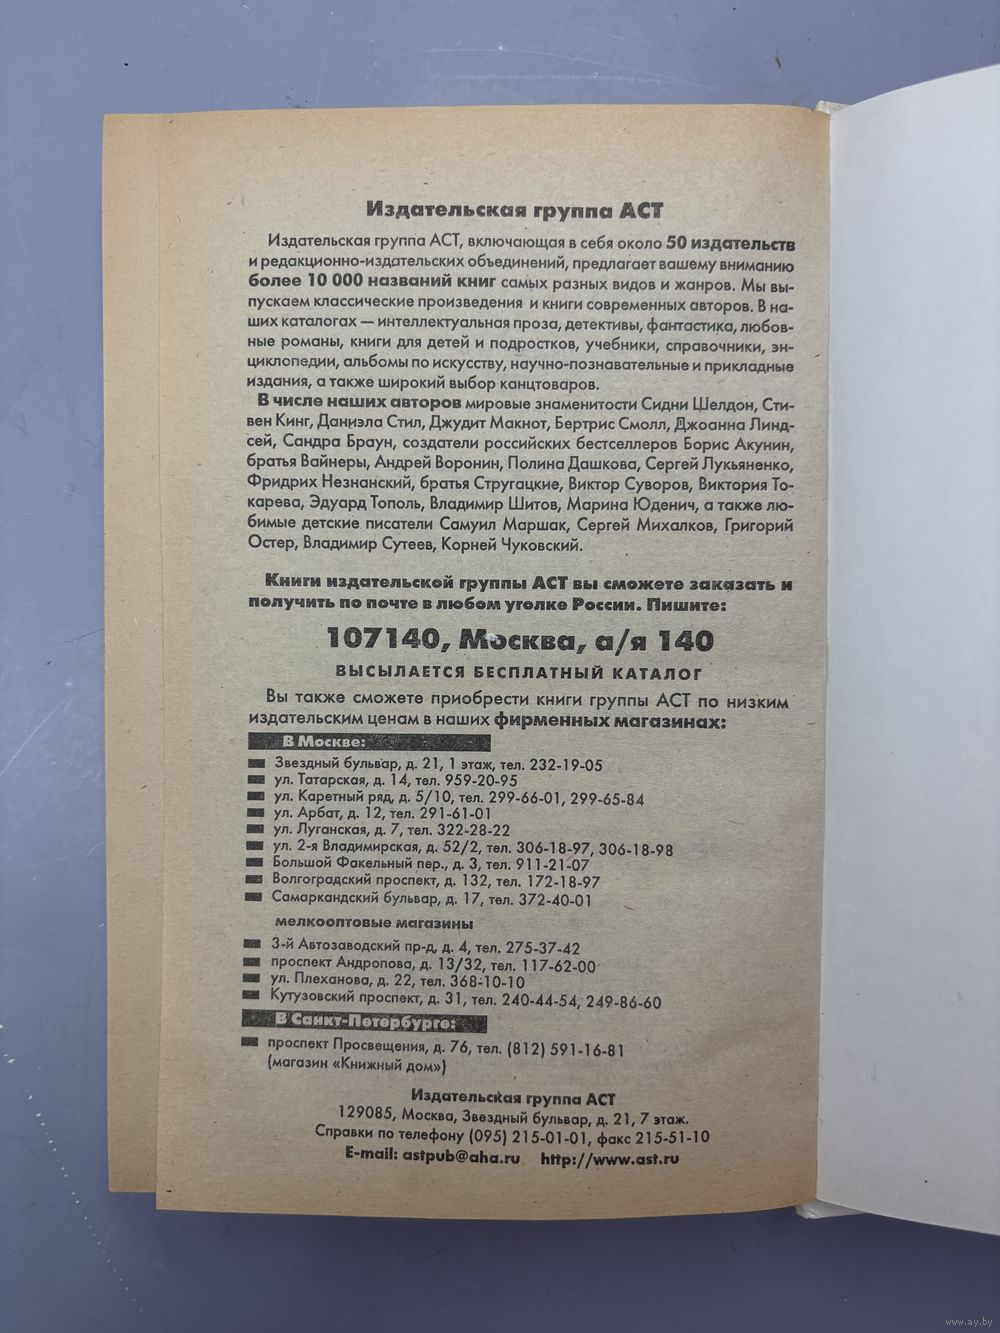 Издательская группа АСТ
Издательская группа АСТ, включающая в себя около 50 издательств
и редакционно-издательских объединений, предлагает вашему вниманию
более 10 000 названий книг самых разных видов и жанров. Мы вы-
пускаем классические произведения и книги современных авторов. В на-
ших каталогах — интеллектуальная проза, детективы, фантастика, любов-
ные романы, книги для детей и подростков, учебники, справочники, эн-
циклопедии, альбомы по искусству, научно-познавательные и прикладные
издания, а также широкий выбор канцтоваров.
В числе наших авторов мировые знаменитости Сидни Шелдон, Сти-
вен Кинг, Даниэла Стил, Джудит Макнот, Бертрис Смолл, Джоанна Линд-
сей, Сандра Браун, создатели российских бестселлеров Борис Акунин,
братья Вайнеры, Андрей Воронин, Полина Дашкова, Сергей Лукьяненко,
Фридрих Незнанский, братья Стругацкие, Виктор Суворов, Виктория То-
карева, Эдуард Тополь, Владимир Шитов, Марина Юденич, а также лю-
бимые детские писатели Самуил Маршак, Сергей Михалков, Григорий
Остер, Владимир Сутеев, Корней Чуковский.
Книги издательской группы АСТ вы сможете заказать и
получить по почте в любом уголке России. Пишите:
107140, Москва, а/я 140
ВЫСЫЛАЕТСЯ БЕСПЛАТНЫЙ КАТАЛОГ
Вы также сможете приобрести книги группы АСТ по низким
издательским ценам в наших фирменных магазинах:
В Москве:
Звездный бульвар, д. 21, 1 этаж, тел. 232-19-05
ул. Татарская, д. 14, тел. 959-20-95
ул. Каретный ряд, д. 5/10, тел. 299-66-01, 299-65-84
ул. Арбат, д. 12, тел. 291-61-01
ул. Луганская, д. 7, тел. 322-28-22
ул. 2-я Владимирская, д. 52/2, тел. 306-18-97, 306-18-98
Большой Факельный пер., д. 3, тел. 911-21-07
Волгоградский проспект, д. 132, тел. 172-18-97
Самаркандский бульвар, д. 17, тел. 372-40-01
мелкооптовые магазины
3-й Автозаводский пр-д, д. 4, тел. 275-37-42
проспект Андропова, д. 13/32, тел. 117-62-00
ул. Плеханова, д. 22, тел. 368-10-10
Кутузовский проспект, д. 31, тел. 240-44-54, 249-86-60
В Санкт-Петербурге:
проспект Просвещения, д. 76, тел. (812) 591-16-81
(магазин «Книжный дом»)
Издательская группа АСТ
129085, Москва, Звездный бульвар, д. 21, 7 этаж.
Справки по телефону (095) 215-01-01, факс 215-51-10
E-mail: astpub@aha.ru http://www.ast.ru
www.ay.by